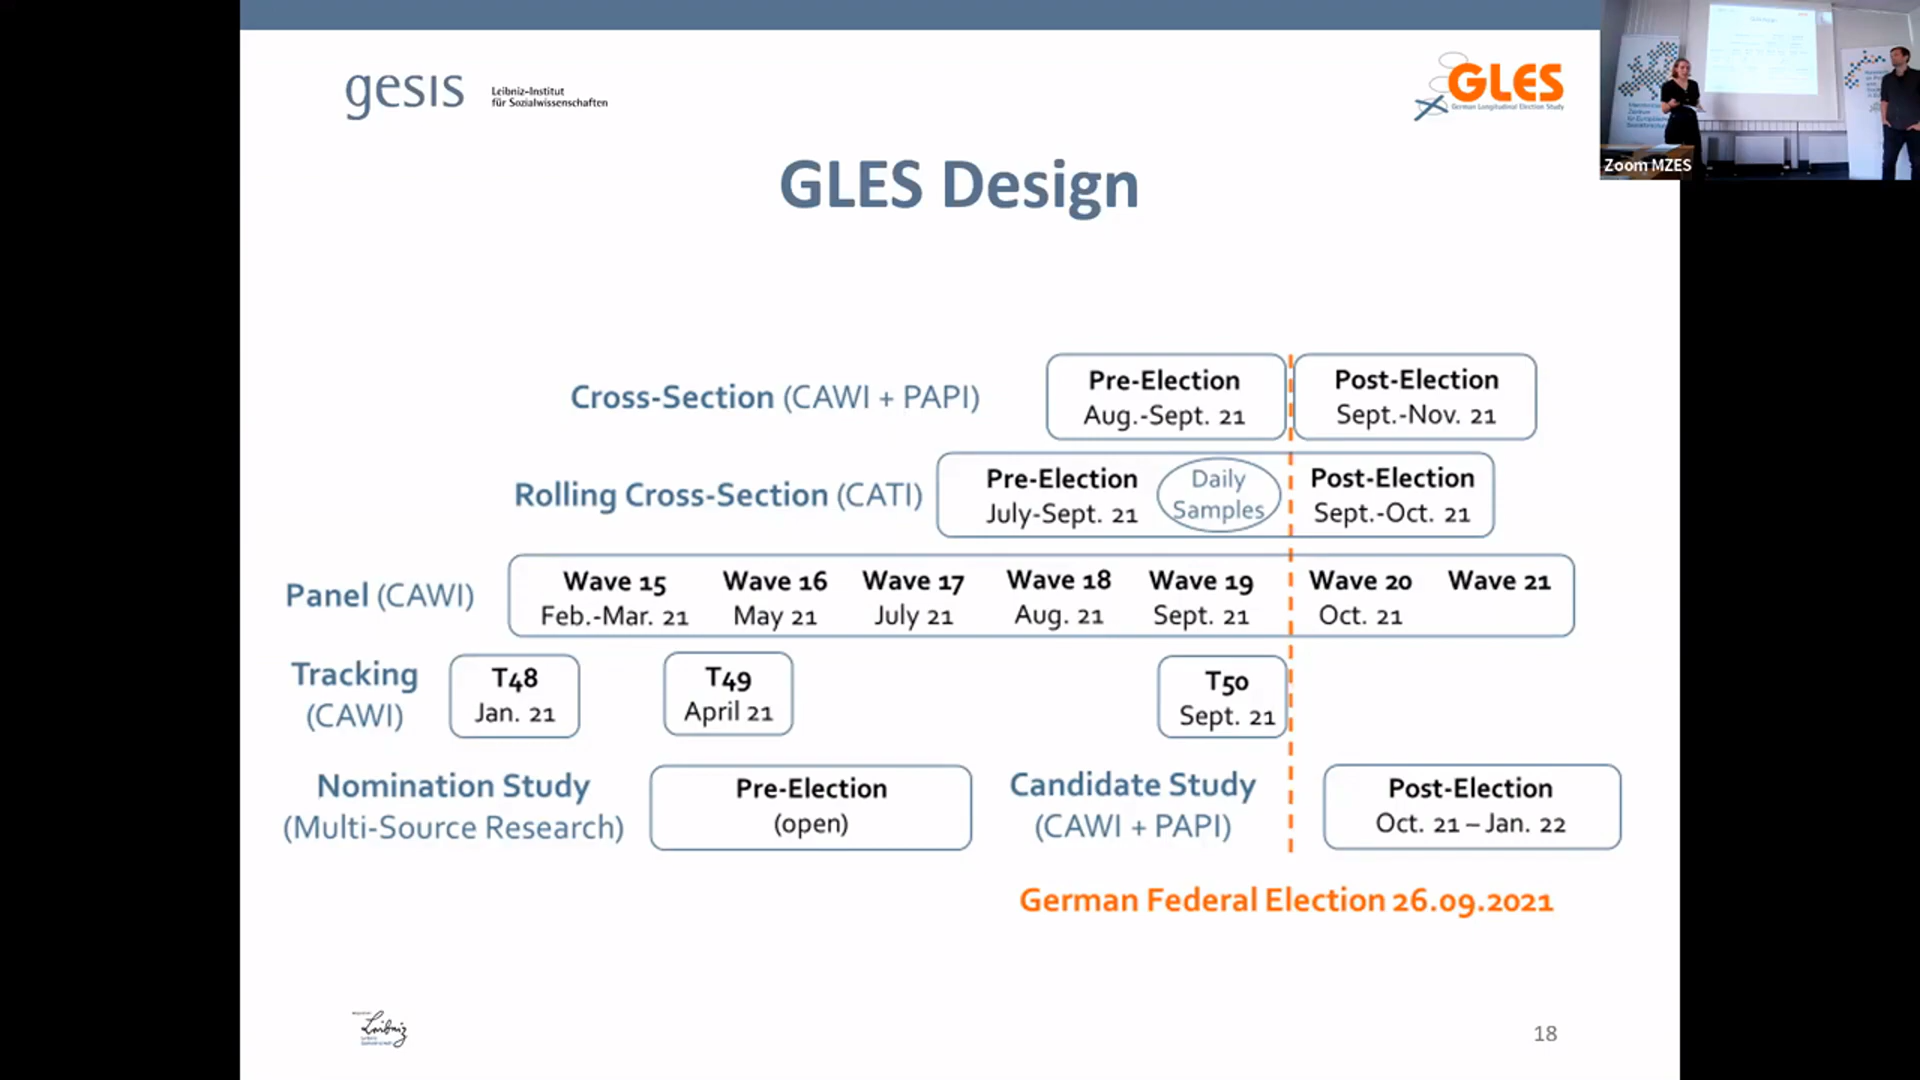 gesis
Leibniz-Institut
für Sozialwissenschaften
GLES
German Longitudinal Election Study
Zoom MZES
GLES Design
Cross-Section (CAWI + PAPI)
Pre-Election
Aug.-Sept. 21
Post-Election
Sept.-Nov. 21
Rolling Cross-Section (CATI)
Pre-Election
July-Sept. 21
Daily
Samples
Post-Election
Sept.-Oct. 21
Panel (CAWI)
Wave 15
Feb.-Mar. 21
Wave 16
May 21
Wave 17
July 21
Wave 18
Aug. 21
Wave 19
Sept. 21
Wave 20
Oct. 21
Wave 21
Tracking
(CAWI)
T48
Jan. 21
T49
April 21
T50
Sept. 21
Nomination Study
(Multi-Source Research)
Pre-Election
(open)
Candidate Study
(CAWI + PAPI)
Post-Election
Oct. 21 – Jan. 22
German Federal Election 26.09.2021
Leibniz
18